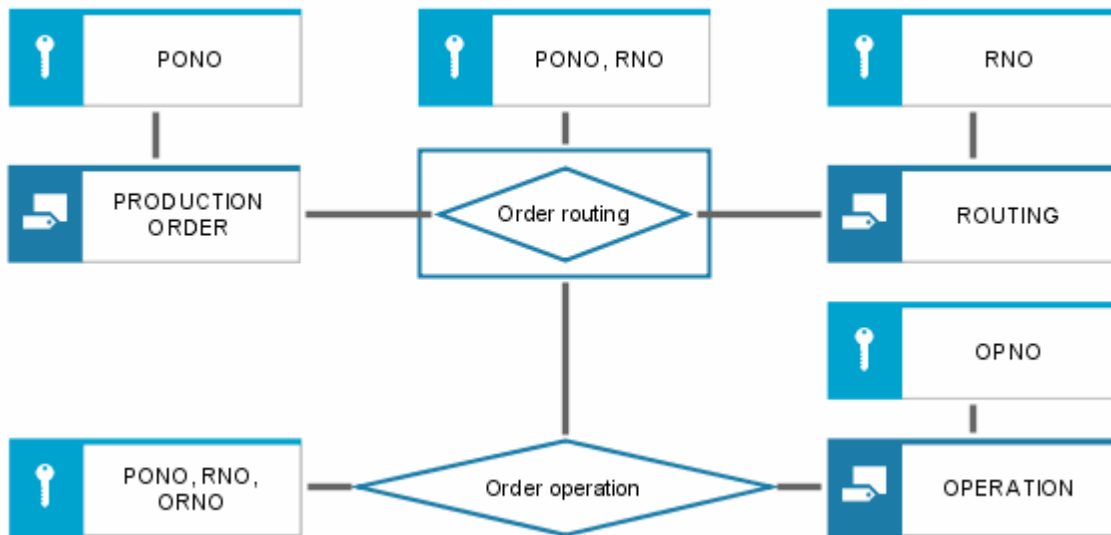 PONO
PONO, RNO
RNO
PRODUCTION
ORDER
Order routing
ROUTING
OPNO
PONO, RNO,
ORNO
Order operation
OPERATION